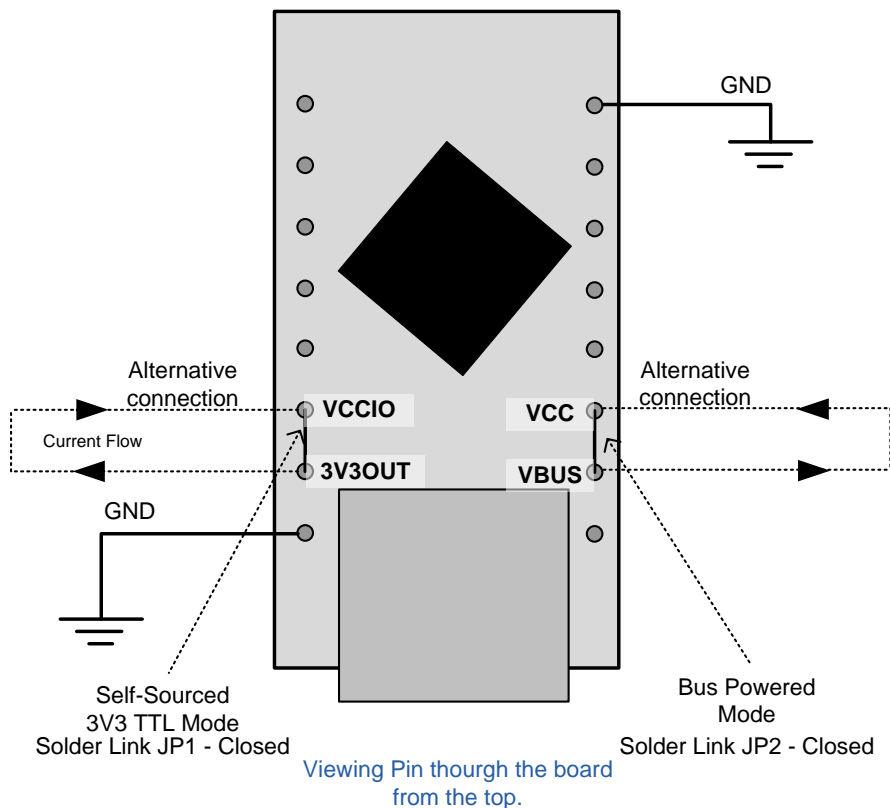 GND
Alternative
connection
Alternative
connection
VCCIO
VCC
Current Flow
3V3OUT
VBUS
GND
Self-Sourced
3V3 TTL Mode
Solder Link JP1 - Closed
Bus Powered
Mode
Solder Link JP2 - Closed
Viewing Pin thourgh the board
from the top.